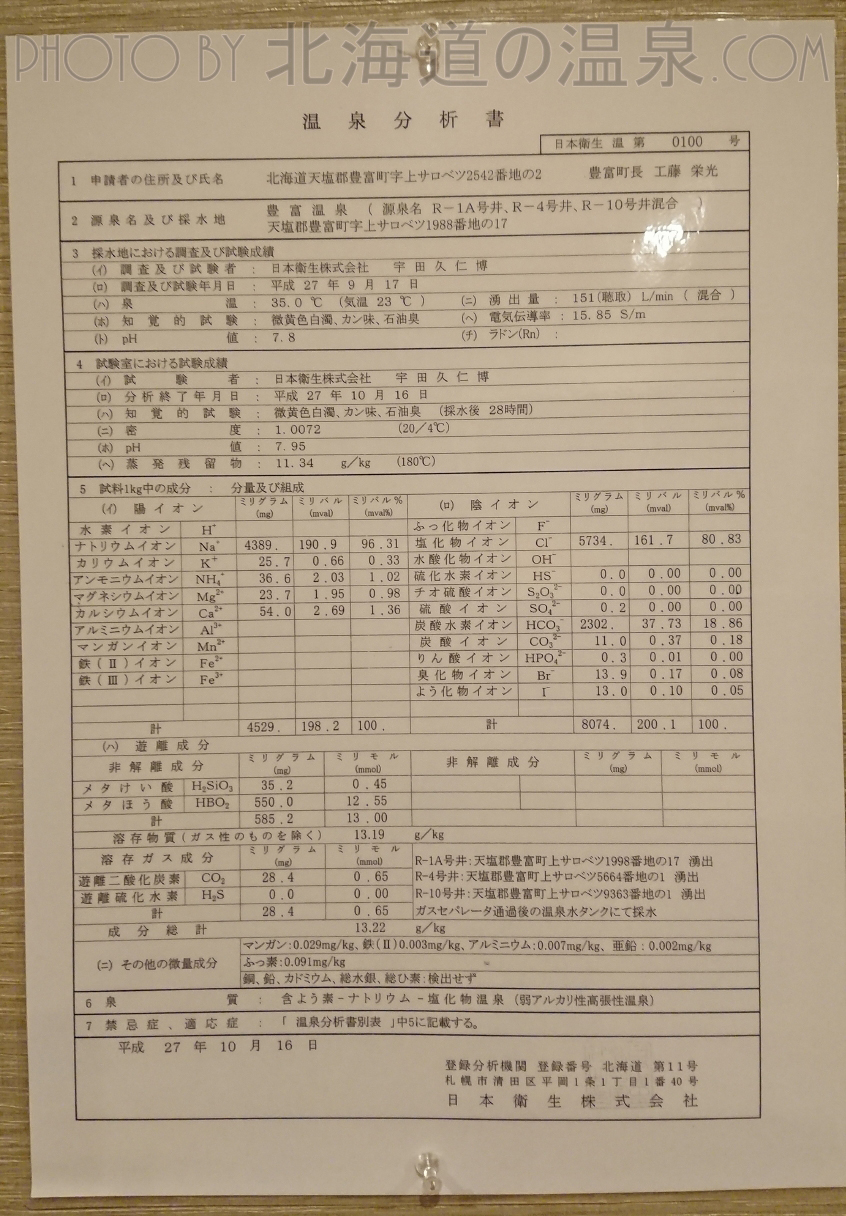 PHOTO BY 北海道の温泉.COM
温泉分析書
日本衛生 温 第 0100 号
1 申請者の住所及び氏名 北海道天塩郡豊富町字上サロベツ2542番地の2 豊富町長 工藤 栄光
2 源泉名及び採水地 豊富温泉 ( 源泉名 R-1A号井、R-4号井、R-10号井混合 )
天塩郡豊富町字上サロベツ1988番地の17
3 採水地における調査及び試験成績
(イ) 調査及び試験者 : 日本衛生株式会社 宇田久仁博
(ロ) 調査及び試験年月日 : 平成 27 年 9 月 17 日
(ハ) 泉温 : 35.0 ℃ (気温 23 ℃ ) (ニ) 湧出量 : 151(聴取) L/min ( 混合 )
(ホ) 知覚的試験 : 微黄色白濁、カン味、石油臭 (ヘ) 電気伝導率 : 15.85 S/m
(ト) pH値 : 7.8 (チ) ラドン(Rn) :
4 試験室における試験成績
(イ) 試験者 : 日本衛生株式会社 宇田久仁博
(ロ) 分析終了年月日 : 平成 27 年 10 月 16 日
(ハ) 知覚的試験 : 微黄色白濁、カン味、石油臭 (採水後 28時間)
(ニ) 密度 : 1.0072 (20/4℃)
(ホ) pH値 : 7.95
(ヘ) 蒸発残留物 : 11.34 g/kg (180℃)
5 試料1kg中の成分 : 分量及び組成
(イ) 陽イオン ミリグラム(mg) ミリバル(mval) ミリバル%(mval%) (ロ) 陰イオン ミリグラム(mg) ミリバル(mval) ミリバル%(mval%)
水素イオン H⁺ ふっ化物イオン F⁻
ナトリウムイオン Na⁺ 4389. 190.9 96.31 塩化物イオン Cl⁻ 5734. 161.7 80.83
カリウムイオン K⁺ 25.7 0.66 0.33 水酸化物イオン OH⁻
アンモニウムイオン NH₄⁺ 36.6 2.03 1.02 硫化水素イオン HS⁻ 0.0 0.00 0.00
マグネシウムイオン Mg²⁺ 23.7 1.95 0.98 チオ硫酸イオン S₂O₃²⁻ 0.0 0.00 0.00
カルシウムイオン Ca²⁺ 54.0 2.69 1.36 硫酸イオン SO₄²⁻ 0.2 0.00 0.00
アルミニウムイオン Al³⁺ 炭酸水素イオン HCO₃⁻ 2302. 37.73 18.86
マンガンイオン Mn²⁺ 炭酸イオン CO₃²⁻ 11.0 0.37 0.18
鉄(Ⅱ)イオン Fe²⁺ りん酸イオン HPO₄²⁻ 0.3 0.01 0.00
鉄(Ⅲ)イオン Fe³⁺ 臭化物イオン Br⁻ 13.9 0.17 0.08
よう化物イオン I⁻ 13.0 0.10 0.05
計 4529. 198.2 100. 計 8074. 200.1 100.
(ハ) 遊離成分
非解離成分 ミリグラム(mg) ミリモル(mmol) 非解離成分 ミリグラム(mg) ミリモル(mmol)
メタけい酸 H₂SiO₃ 35.2 0.45
メタほう酸 HBO₂ 550.0 12.55
計 585.2 13.00
溶存物質(ガス性のものを除く) 13.19 g/kg
溶存ガス成分 ミリグラム(mg) ミリモル(mmol) R-1A号井:天塩郡豊富町上サロベツ1998番地の17 湧出
遊離二酸化炭素 CO₂ 28.4 0.65 R-4号井:天塩郡豊富町上サロベツ5664番地の1 湧出
遊離硫化水素 H₂S 0.0 0.00 R-10号井:天塩郡豊富町上サロベツ9363番地の1 湧出
計 28.4 0.65 ガスセパレータ通過後の温泉水タンクにて採水
成分総計 13.22 g/kg
(ニ) その他の微量成分 マンガン:0.029mg/kg、鉄(Ⅱ)0.003mg/kg、アルミニウム:0.007mg/kg、亜鉛:0.002mg/kg
ふっ素:0.091mg/kg
銅、鉛、カドミウム、総水銀、総ひ素:検出せず
6 泉質 : 含よう素-ナトリウム-塩化物温泉 (弱アルカリ性高張性温泉)
7 禁忌症、適応症 : 「 温泉分析書別表 」中5に記載する。
平成 27 年 10 月 16 日
登録分析機関 登録番号 北海道 第11号
札幌市清田区平岡1条1丁目1番40号
日本衛生株式会社